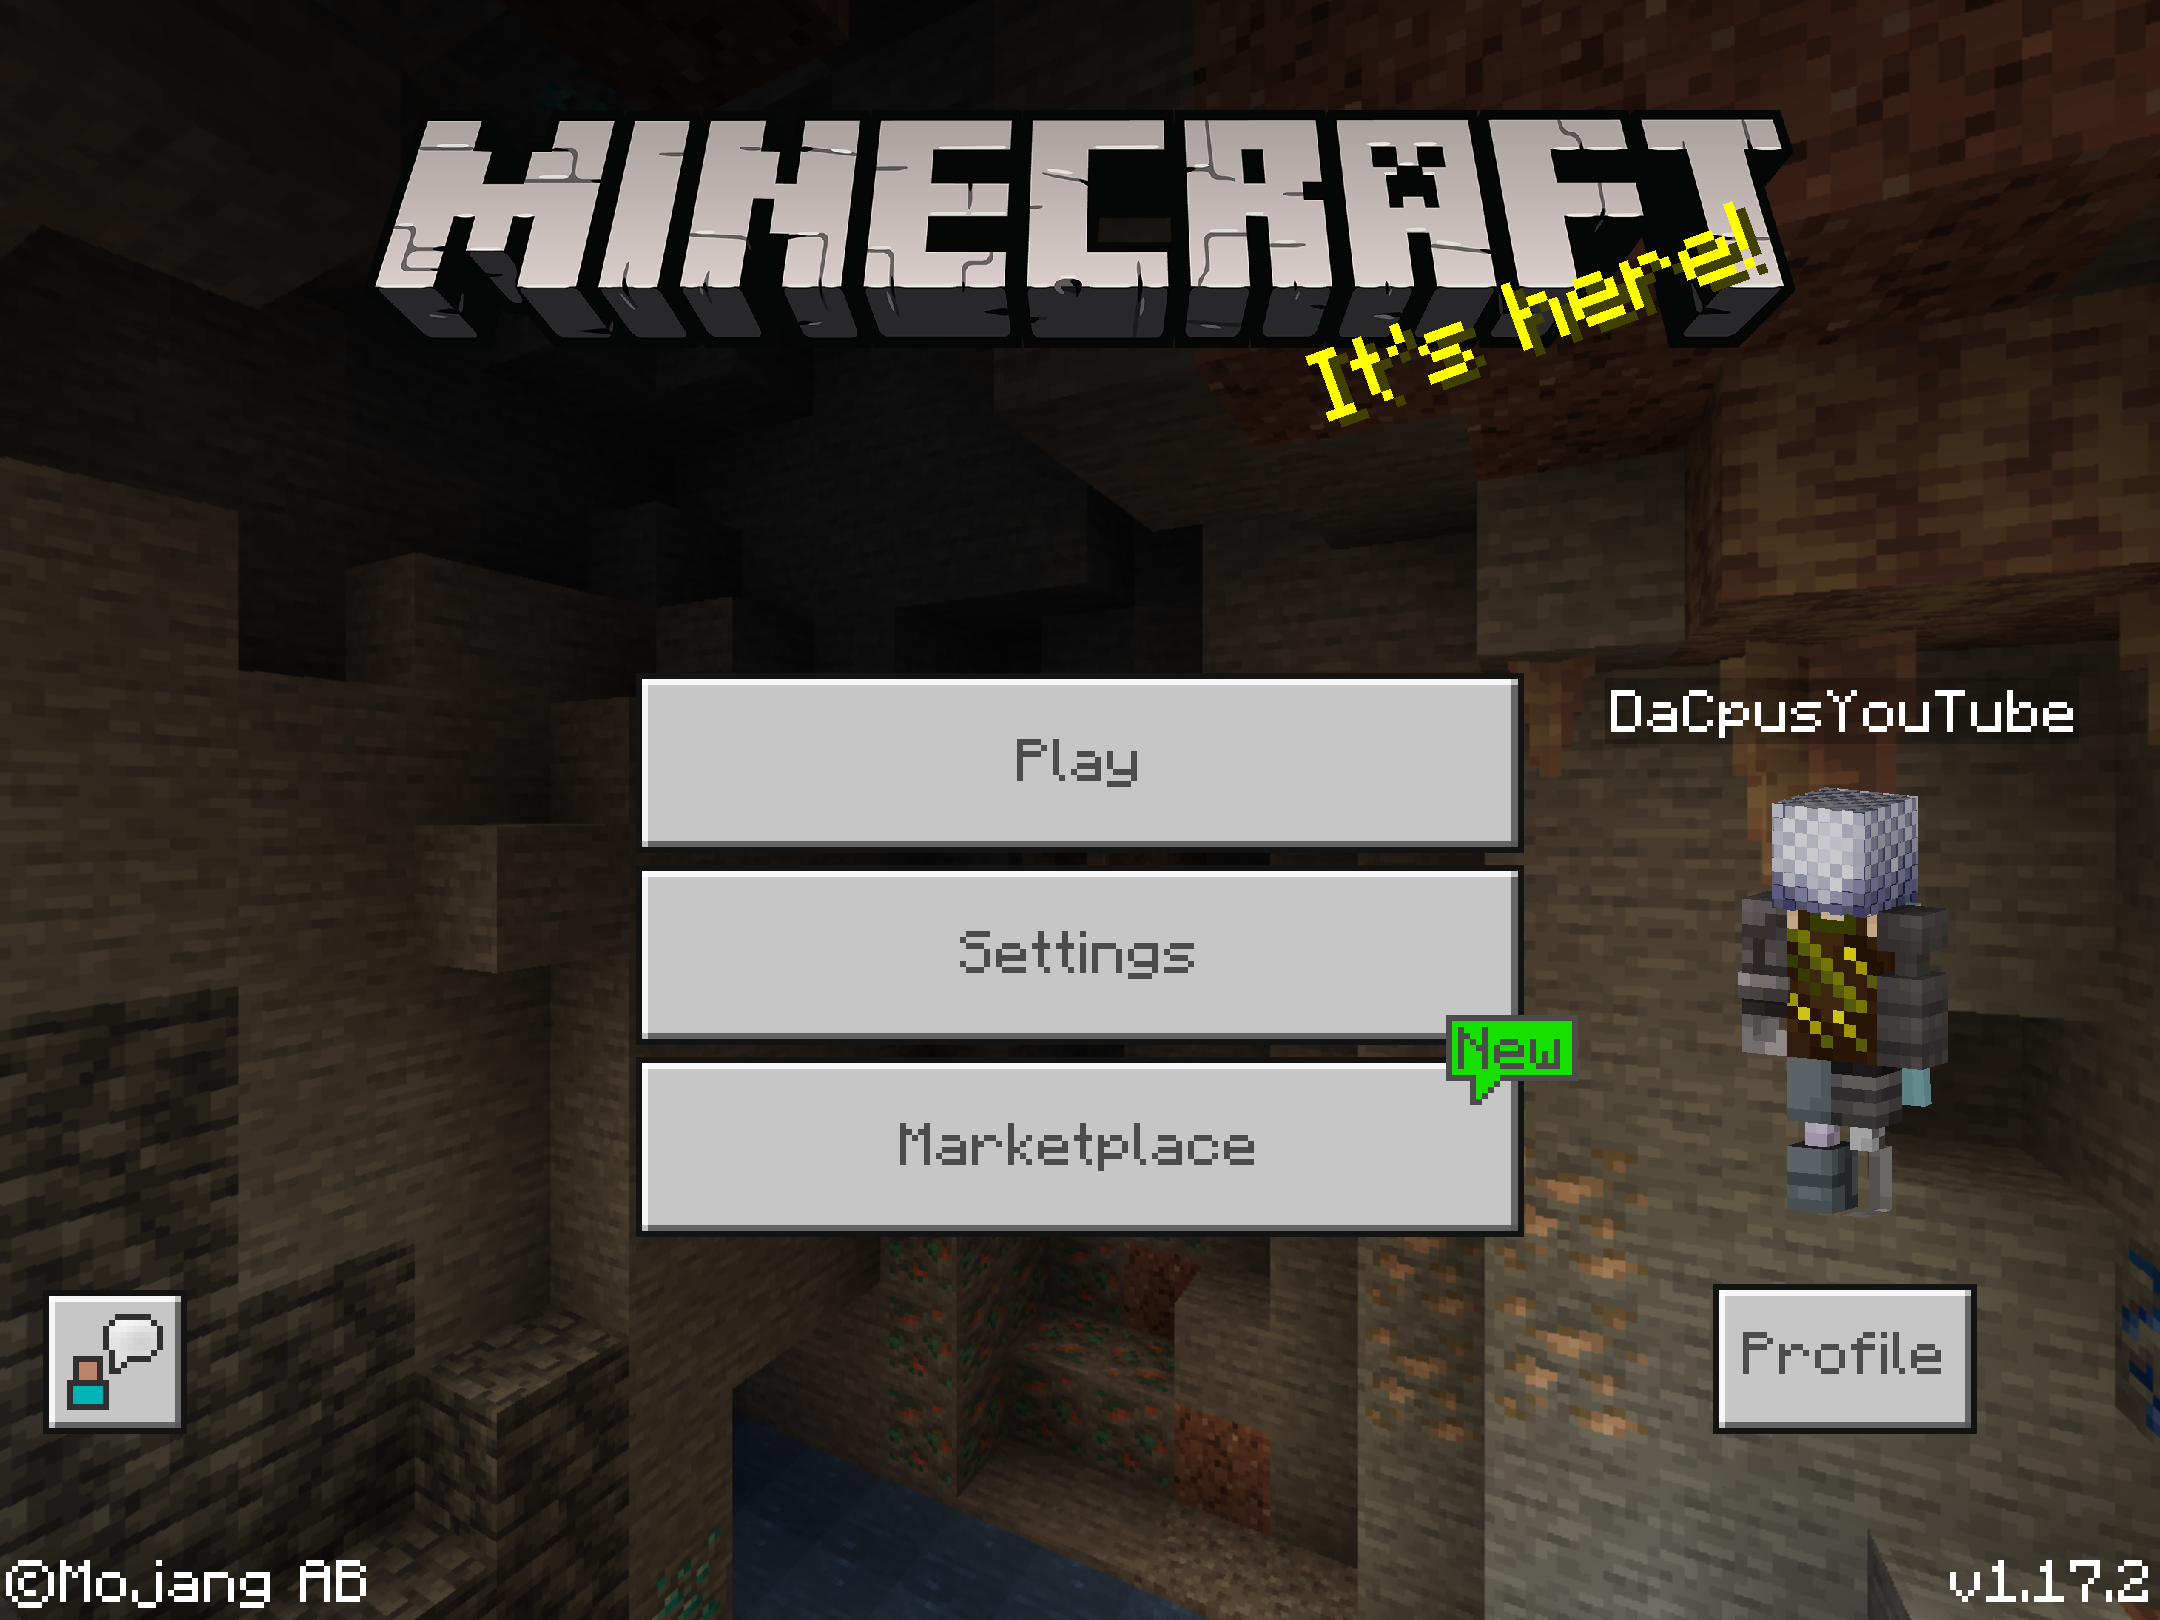 MINECRAFT
It's here!
DaCpusYouTube
Play
Settings
New
Marketplace
Profile
©Mojang AB
v1.17.2